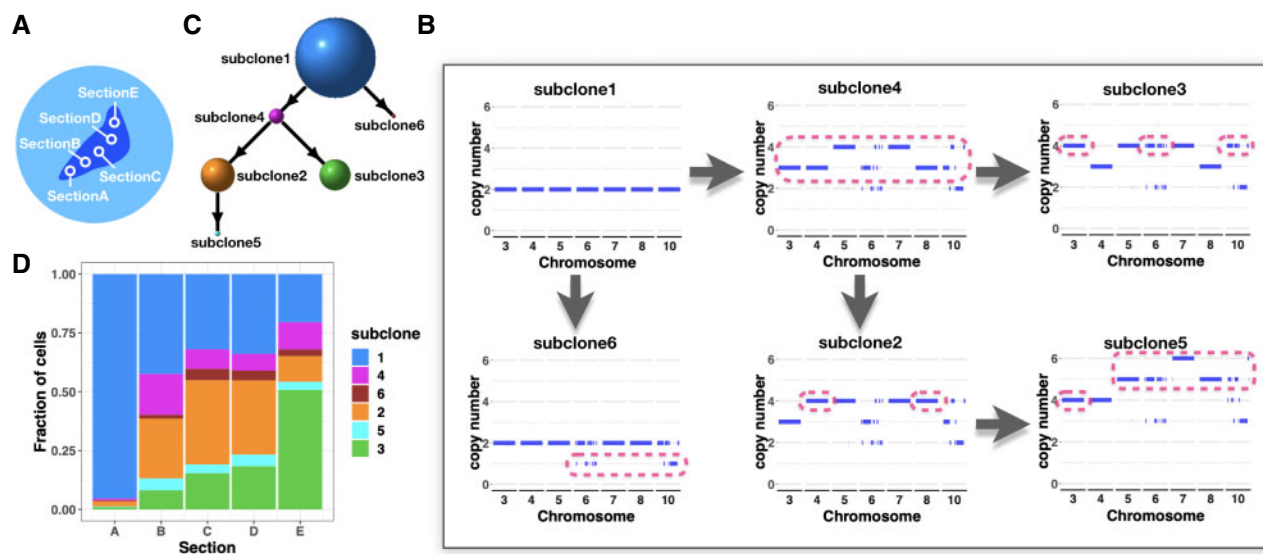 A
SectionE
SectionD
SectionB
SectionC
SectionA
C
subclone1
subclone4
subclone6
subclone2
subclone3
subclone5
B
subclone1
6
4
2
0
copy number
3 4 5 6 7 8 10
Chromosome
subclone4
6
4
2
0
copy number
3 4 5 6 7 8 10
Chromosome
subclone3
6
4
2
0
copy number
3 4 5 6 7 8 10
Chromosome
subclone6
6
4
2
0
copy number
3 4 5 6 7 8 10
Chromosome
subclone2
6
4
2
0
copy number
3 4 5 6 7 8 10
Chromosome
subclone5
6
4
2
0
copy number
3 4 5 6 7 8 10
Chromosome
D
1.00
0.75
0.50
0.25
0.00
Fraction of cells
A B C D E
Section
subclone
1
4
6
2
5
3